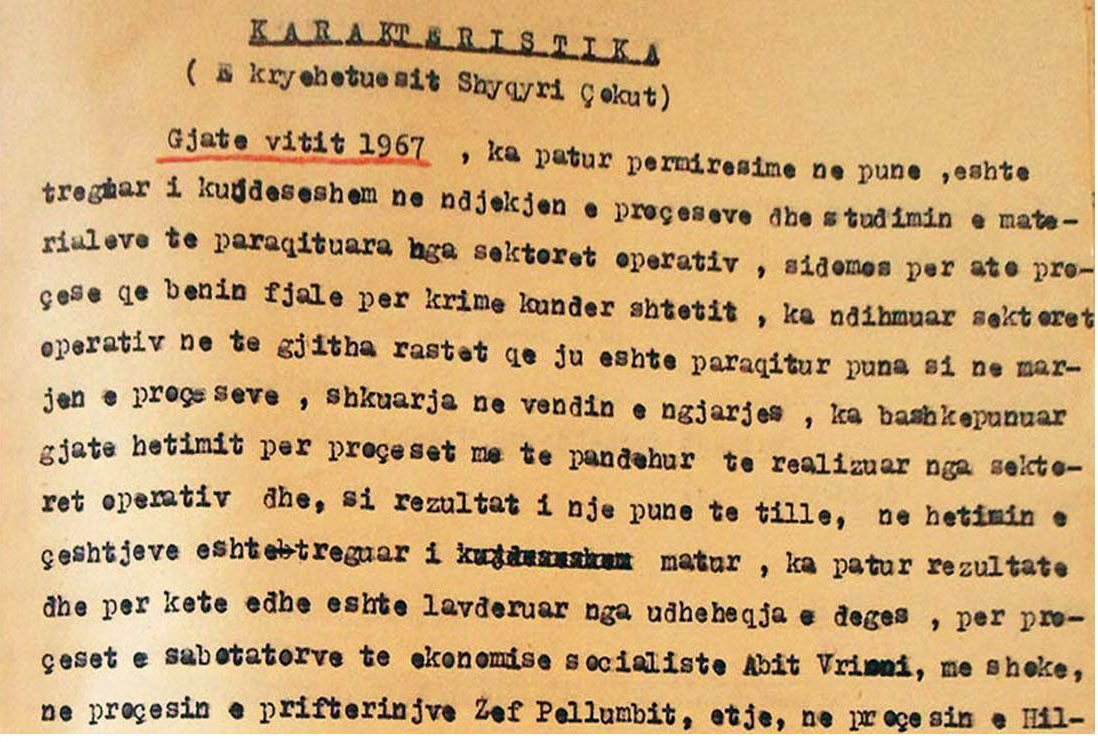 KARAKTERISTIKA
( E kryehetuesit Shyqyri Çokut)
Gjate vitit 1967 , ka patur permiresime ne pune ,eshte
treguar i kujdeseshem ne ndjekjen e proçeseve dhe studimin e mate-
rialeve te paraqituara nga sektoret operativ , sidomos per ato pro-
çese qe benin fjale per krime kunder shtetit , ka ndihmuar sektoret
operativ ne te gjitha rastet qe ju eshte paraqitur puna si ne mar-
jen e proçeseve , shkuarja ne vendin e ngjarjes , ka bashkepunuar
gjate hetimit per proçeset me te pandehur te realizuar nga sekto-
ret operativ dhe, si rezultat i nje pune te tille, ne hetimin e
çeshtjeve eshte treguar i matur , ka patur rezultate
dhe per kete edhe eshte lavderuar nga udheheqja e deges , per pro-
çeset e sabotatorve te ekonomise socialiste Abit Vrioni, me shoke,
ne proçesin e prifterinjve Zef Pellumbit, etje, ne proçesin e Hil-